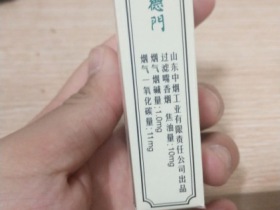 德門
山东中烟工业有限责任公司出品
过滤嘴香烟 焦油量:10mg
烟气烟碱量:1.0mg
烟气一氧化碳量:11mg